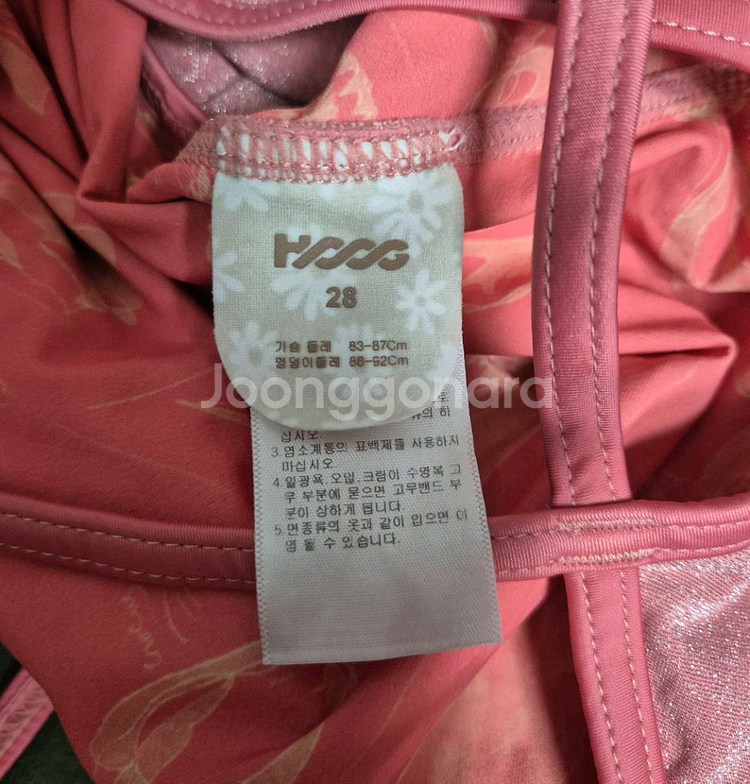 HOOG
28
가슴 둘레 83-87Cm
엉덩이둘레 88-92Cm
Joonggonara
십시오
3.염소계통의 표백제를 사용하지
마십시오
4.일광욕.오일.크림이 수영복 고
무 부분에 묻으면 고무밴드 부
분이 상하게 됩니다.
5.면종류의 옷과 같이 입으면 이
염 될 수 있습니다.